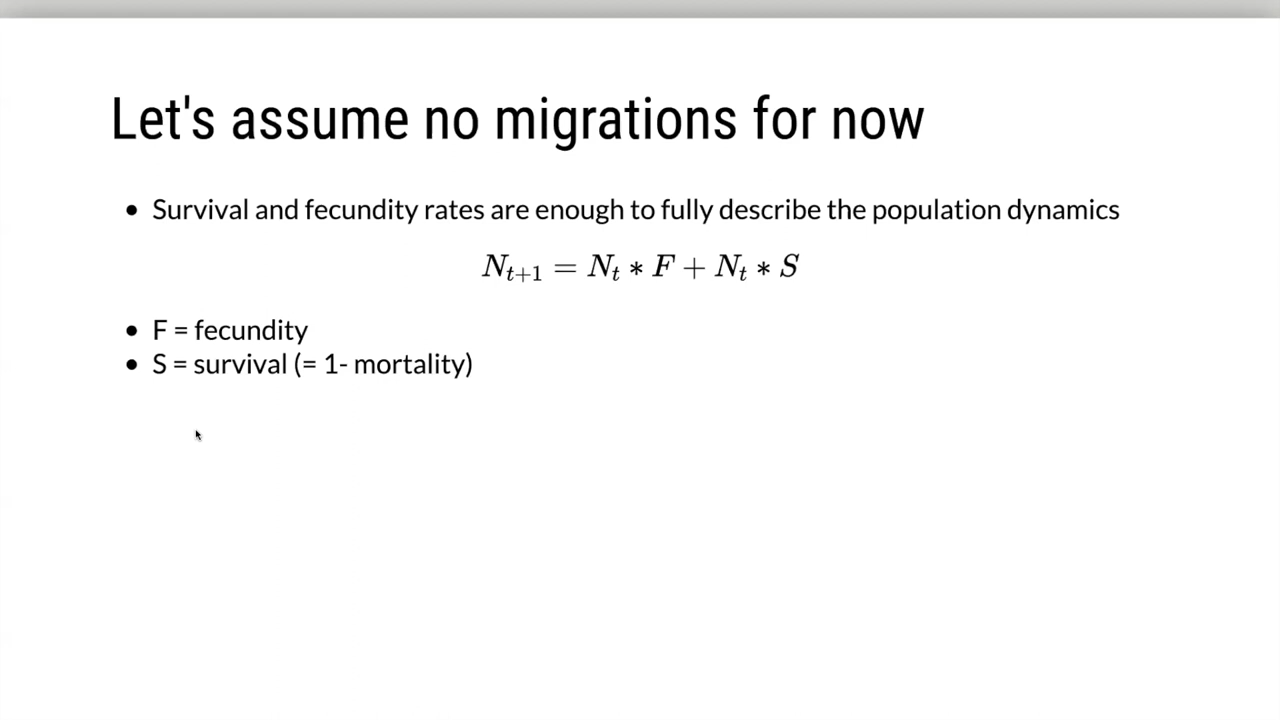 Let's assume no migrations for now
• Survival and fecundity rates are enough to fully describe the population dynamics
N_{t+1} = N_t * F + N_t * S
• F = fecundity
• S = survival (= 1- mortality)